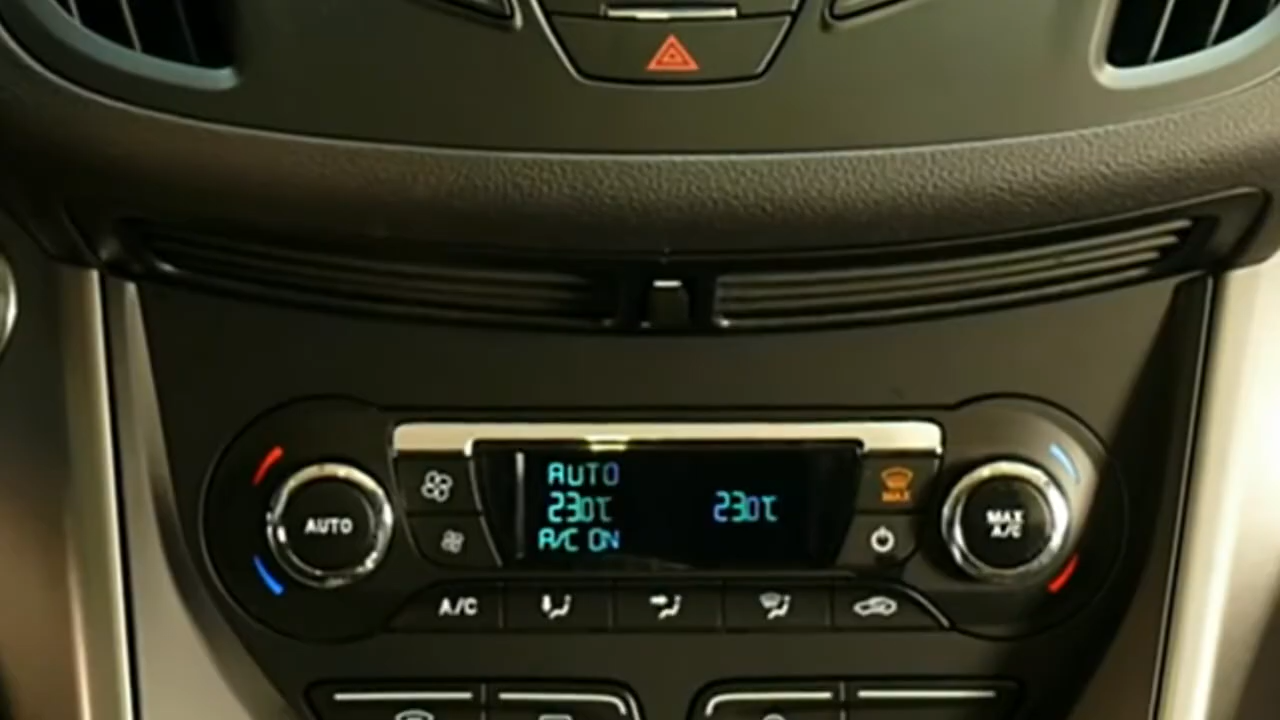 AUTO
23.0℃ 23.0℃
A/C ON
AUTO
MAX
MAX
A/C
A/C